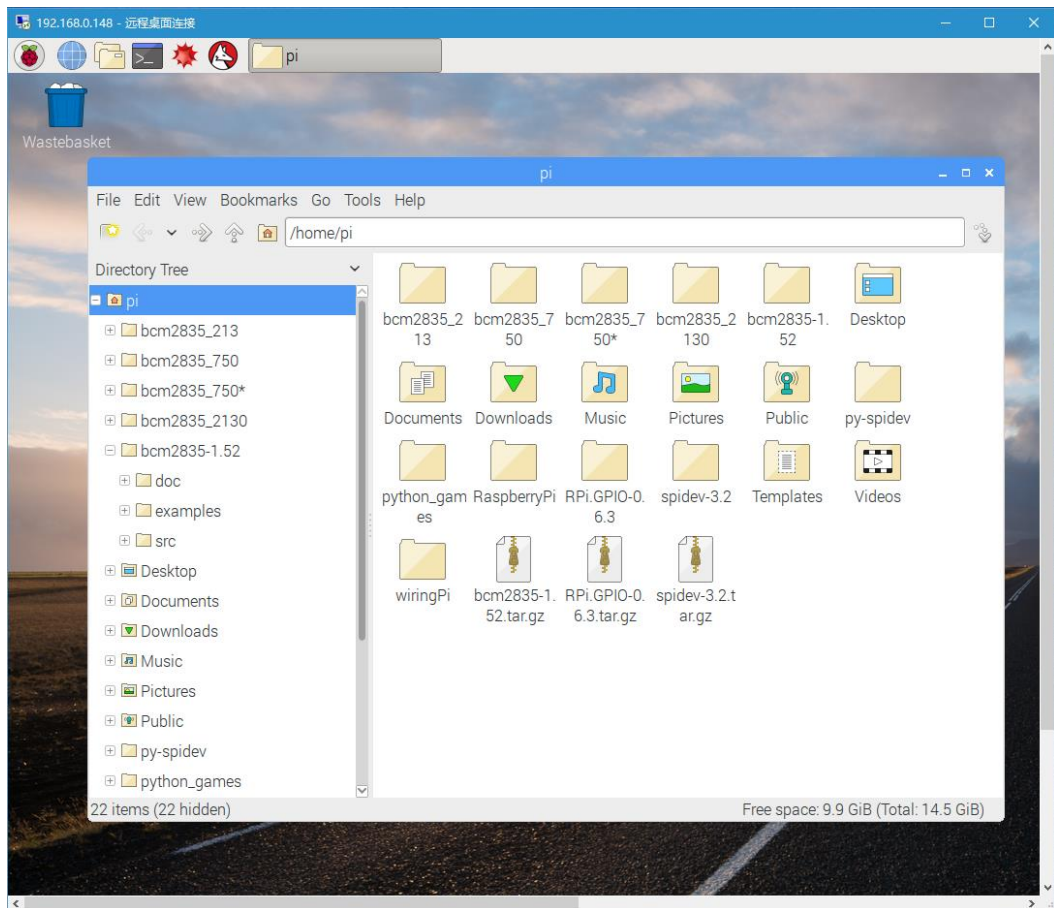 192.168.0.148 - 远程桌面连接
pi
Wastebasket
pi
File Edit View Bookmarks Go Tools Help
/home/pi
Directory Tree
pi
bcm2835_213
bcm2835_750
bcm2835_750*
bcm2835_2130
bcm2835-1.52
doc
examples
src
Desktop
Documents
Downloads
Music
Pictures
Public
py-spidev
python_games
bcm2835_2
13
bcm2835_7
50
bcm2835_7
50*
bcm2835_2
130
bcm2835-1.
52
Desktop
Documents
Downloads
Music
Pictures
Public
py-spidev
python_gam
es
RaspberryPi
RPi.GPIO-0.
6.3
spidev-3.2
Templates
Videos
wiringPi
bcm2835-1.
52.tar.gz
RPi.GPIO-0.
6.3.tar.gz
spidev-3.2.t
ar.gz
22 items (22 hidden)
Free space: 9.9 GiB (Total: 14.5 GiB)